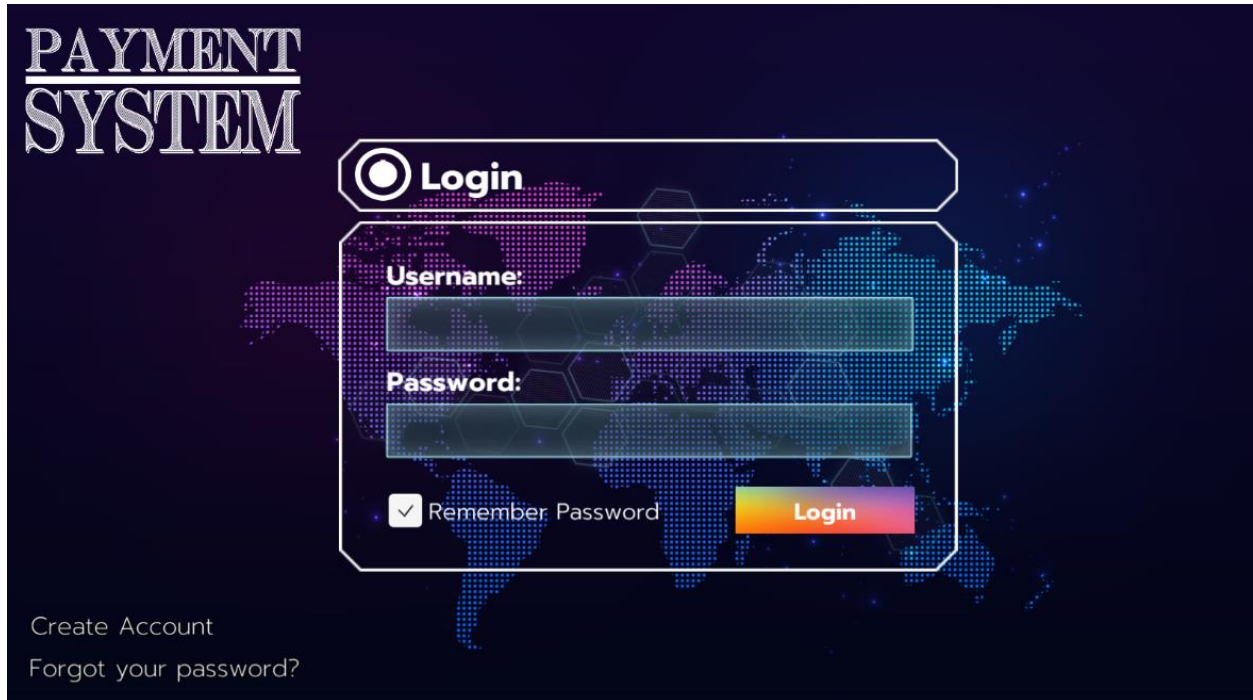 PAYMENT
SYSTEM
Login
Username:
Password:
Remember Password
Login
Create Account
Forgot your password?